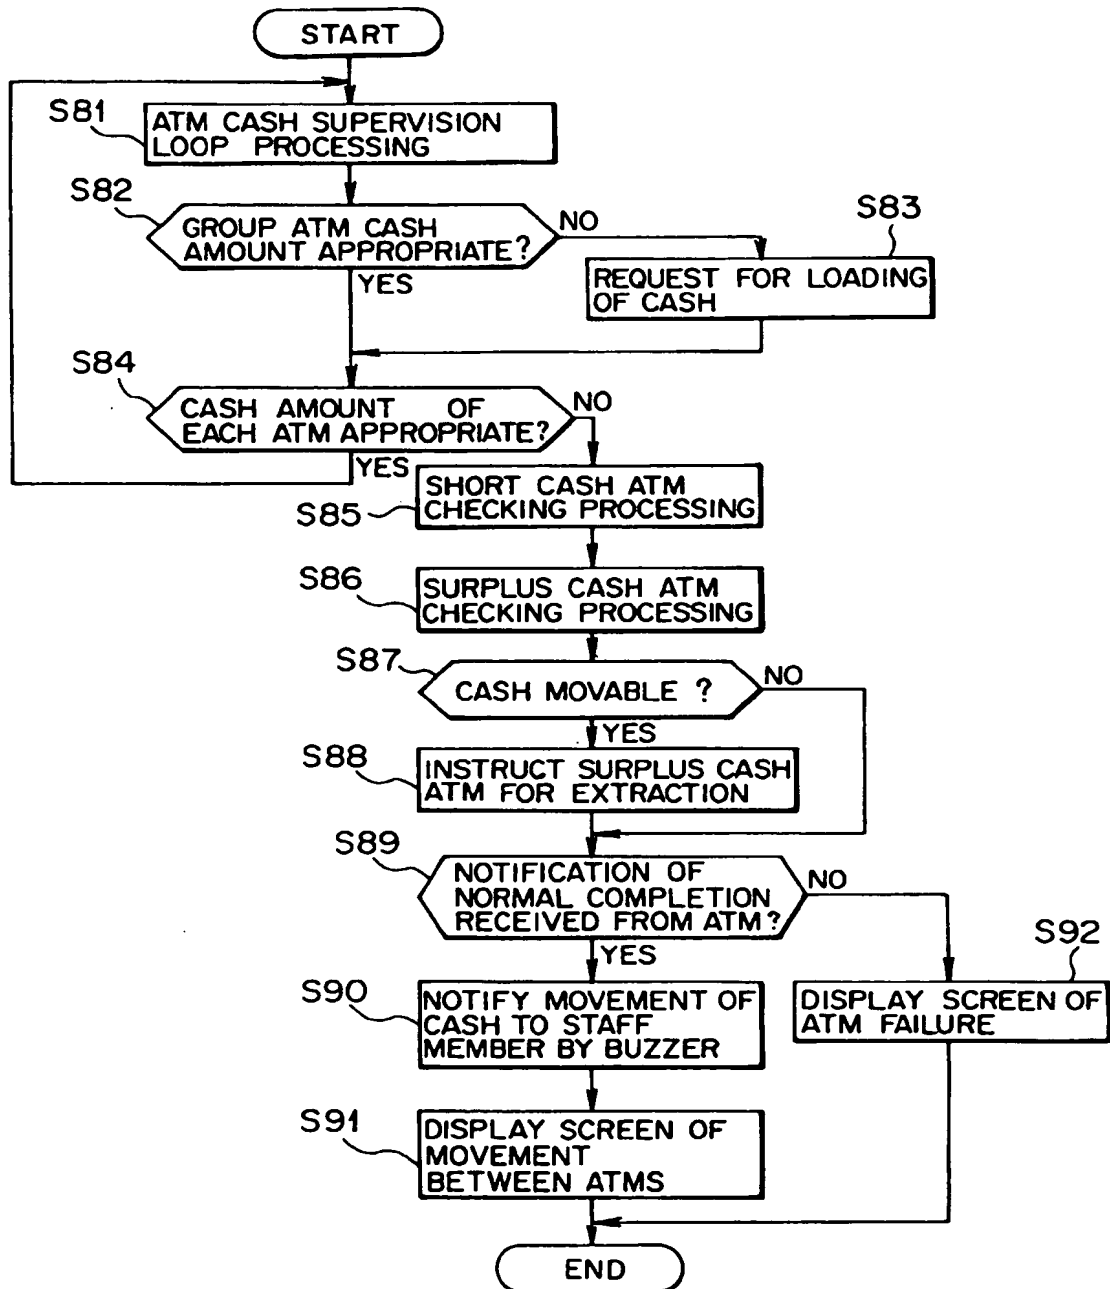 START
S81
ATM CASH SUPERVISION
LOOP PROCESSING
S82
GROUP ATM CASH
AMOUNT APPROPRIATE?
NO
YES
S83
REQUEST FOR LOADING
OF CASH
S84
CASH AMOUNT OF
EACH ATM APPROPRIATE?
NO
YES
S85
SHORT CASH ATM
CHECKING PROCESSING
S86
SURPLUS CASH ATM
CHECKING PROCESSING
S87
CASH MOVABLE ?
NO
YES
S88
INSTRUCT SURPLUS CASH
ATM FOR EXTRACTION
S89
NOTIFICATION OF
NORMAL COMPLETION
RECEIVED FROM ATM?
NO
YES
S92
DISPLAY SCREEN OF
ATM FAILURE
S90
NOTIFY MOVEMENT OF
CASH TO STAFF
MEMBER BY BUZZER
S91
DISPLAY SCREEN OF
MOVEMENT
BETWEEN ATMS
END